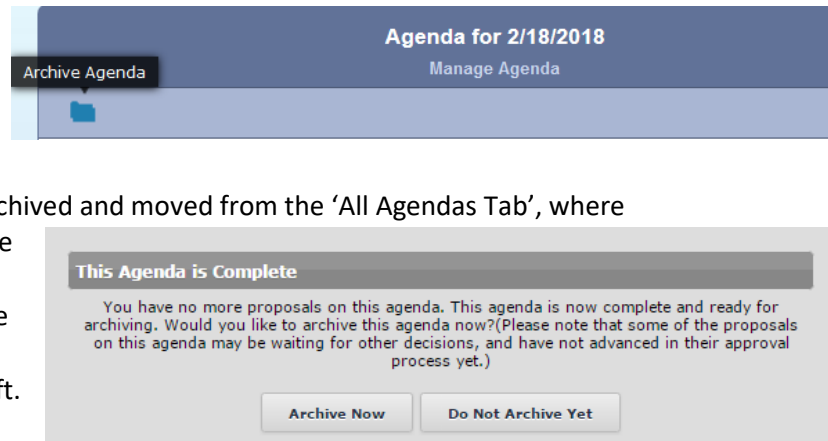 Agenda for 2/18/2018
Manage Agenda
Archive Agenda
chived and moved from the ‘All Agendas Tab’, where
e
This Agenda is Complete
You have no more proposals on this agenda. This agenda is now complete and ready for
archiving. Would you like to archive this agenda now?(Please note that some of the proposals
on this agenda may be waiting for other decisions, and have not advanced in their approval
process yet.)
e
ft.
Archive Now Do Not Archive Yet